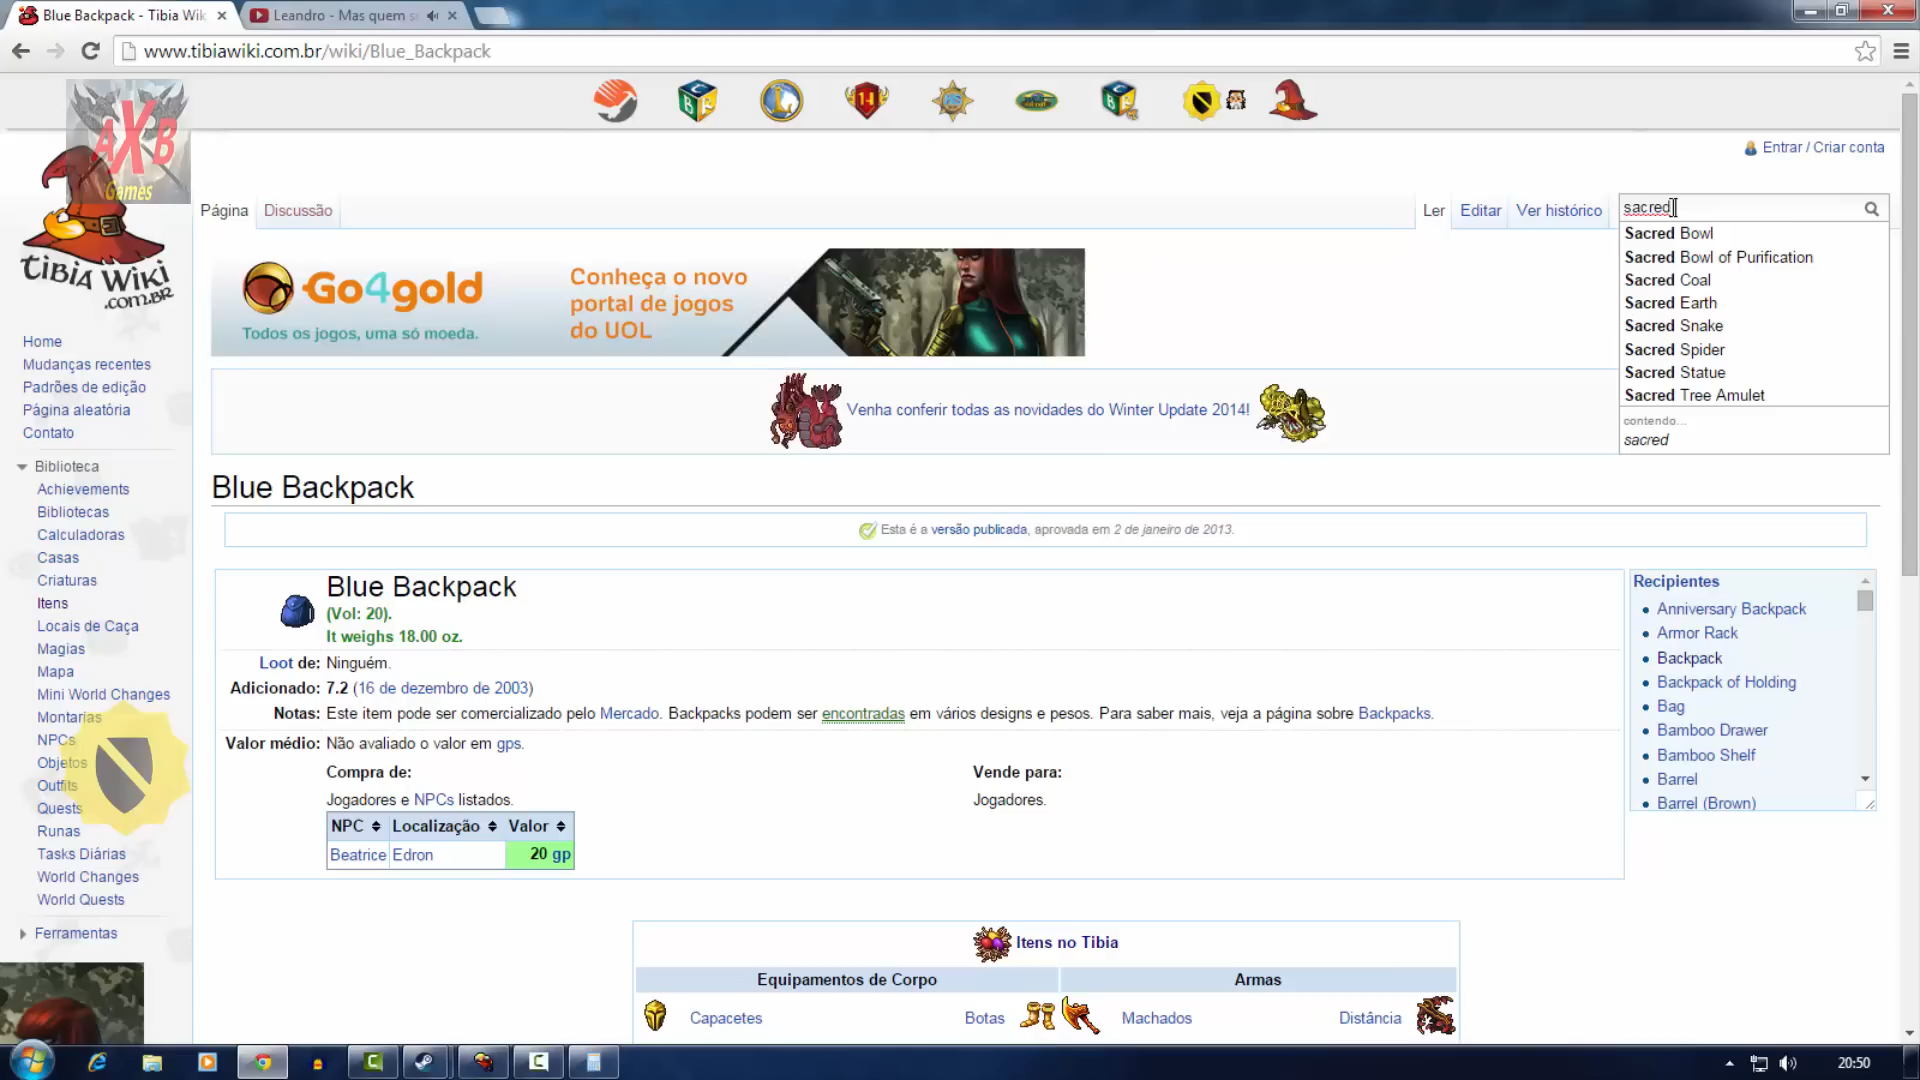 Blue Backpack - Tibia Wik
Leandro - Mas quem s
www.tibiawiki.com.br/wiki/Blue_Backpack
AXB
Games
TIBIA WIKI
.COM.BR
Entrar / Criar conta
Página
Discussão
Ler
Editar
Ver histórico
sacred
Sacred Bowl
Sacred Bowl of Purification
Sacred Coal
Sacred Earth
Sacred Snake
Sacred Spider
Sacred Statue
Sacred Tree Amulet
contendo...
sacred
Go4gold
Todos os jogos, uma só moeda.
Conheça o novo
portal de jogos
do UOL
Venha conferir todas as novidades do Winter Update 2014!
Home
Mudanças recentes
Padrões de edição
Página aleatória
Contato
Biblioteca
Achievements
Bibliotecas
Calculadoras
Casas
Criaturas
Itens
Locais de Caça
Magias
Mapa
Mini World Changes
Montarias
NPCs
Objetos
Outfits
Quests
Runas
Tasks Diárias
World Changes
World Quests
Ferramentas
Blue Backpack
Esta é a versão publicada, aprovada em 2 de janeiro de 2013.
Blue Backpack
(Vol: 20).
It weighs 18.00 oz.
Loot de: Ninguém.
Adicionado: 7.2 (16 de dezembro de 2003)
Notas: Este item pode ser comercializado pelo Mercado. Backpacks podem ser encontradas em vários designs e pesos. Para saber mais, veja a página sobre Backpacks.
Valor médio: Não avaliado o valor em gps.
Compra de:
Jogadores e NPCs listados.
NPC Localização Valor
Beatrice Edron 20 gp
Vende para:
Jogadores.
Recipientes
Anniversary Backpack
Armor Rack
Backpack
Backpack of Holding
Bag
Bamboo Drawer
Bamboo Shelf
Barrel
Barrel (Brown)
Itens no Tibia
Equipamentos de Corpo
Armas
Capacetes
Botas
Machados
Distância
20:50